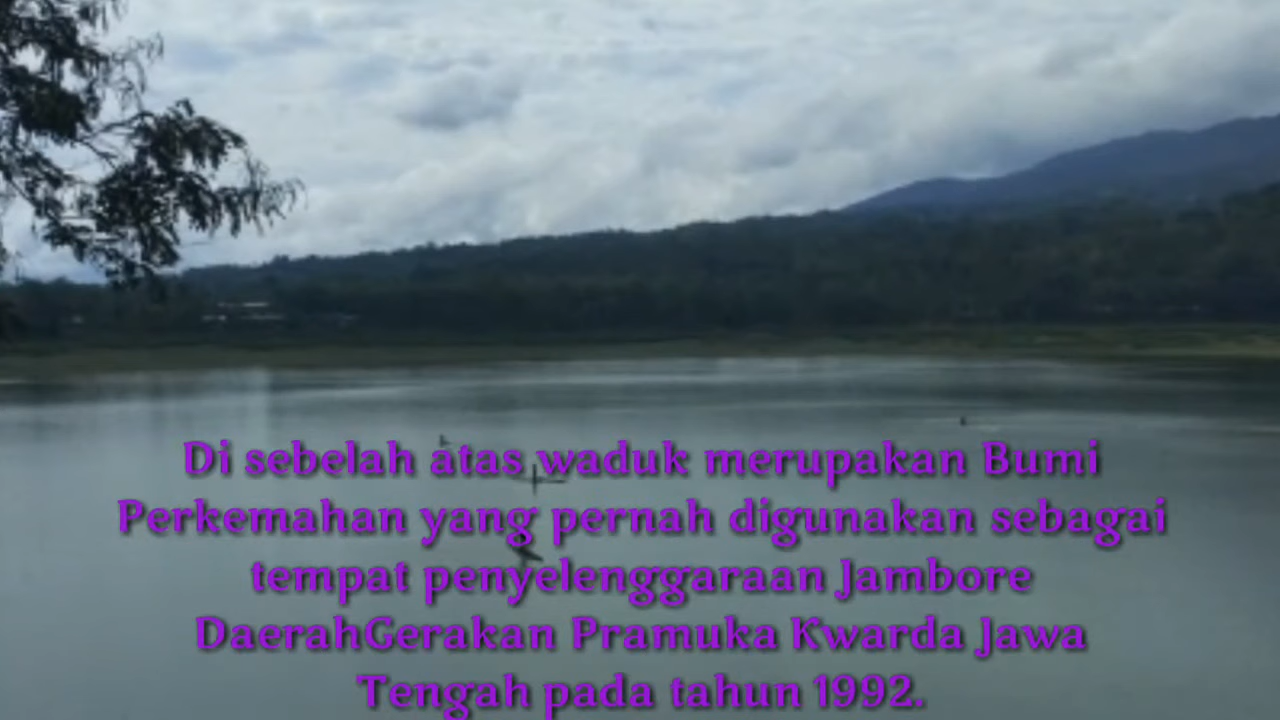 Di sebelah atas waduk merupakan Bumi
Perkemahan yang pernah digunakan sebagai
tempat penyelenggaraan Jambore
DaerahGerakan Pramuka Kwarda Jawa
Tengah pada tahun 1992.